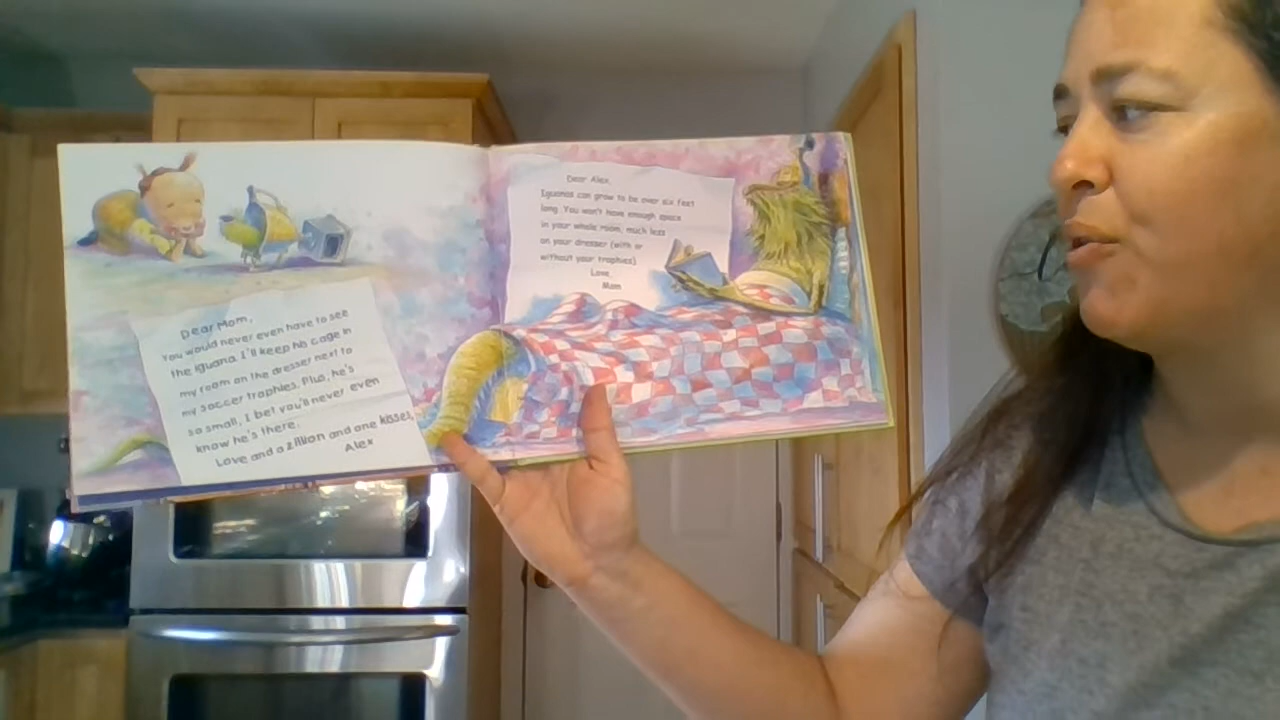 Dear Mom,
You would never even have to see
the iguana. I'll keep his cage in
my room on the dresser next to
my soccer trophies. Plus, he's
so small, I bet you'll never even
know he's there.
Love and a zillion and one kisses,
Alex
Dear Alex,
Iguanas can grow to be over six feet
long. You won't have enough space
in your whole room, much less
on your dresser (with or
without your trophies).
Love,
Mom